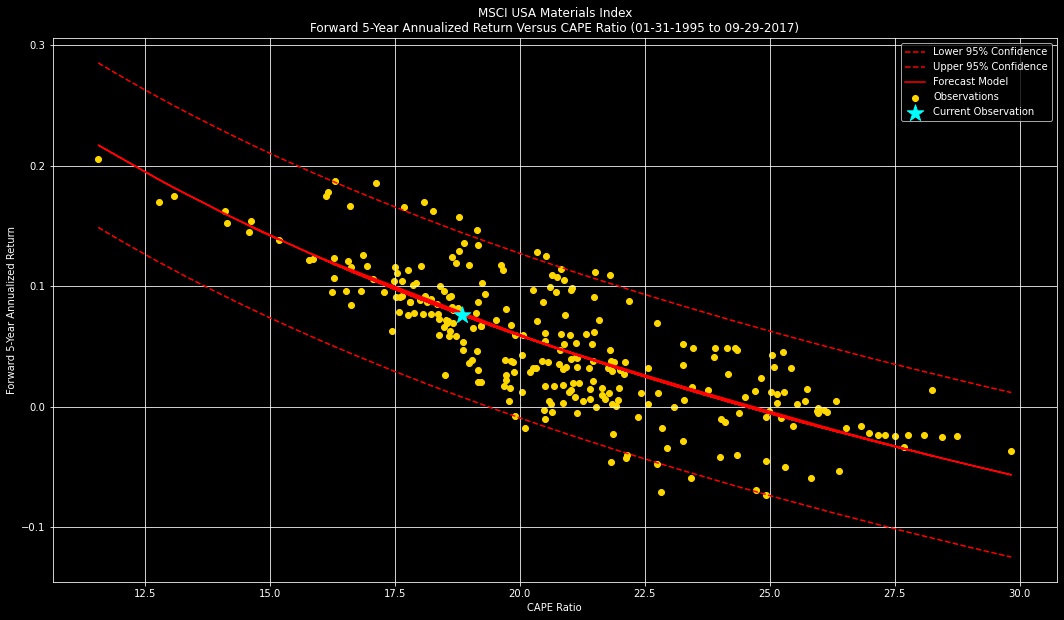 MSCI USA Materials Index
Forward 5-Year Annualized Return Versus CAPE Ratio (01-31-1995 to 09-29-2017)
Lower 95% Confidence
Upper 95% Confidence
Forecast Model
Observations
Current Observation
Forward 5-Year Annualized Return
0.3
0.2
0.1
0.0
−0.1
12.5 15.0 17.5 20.0 22.5 25.0 27.5 30.0
CAPE Ratio